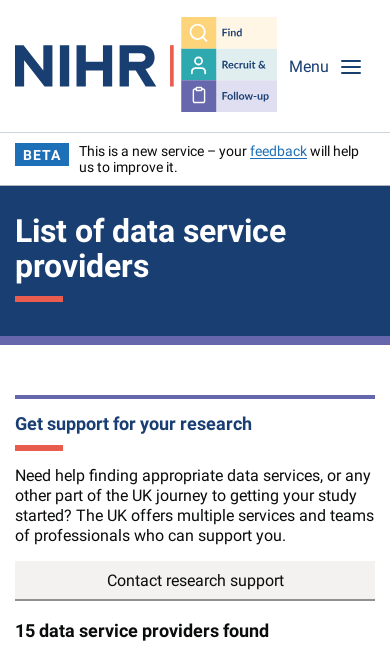 NIHR
Find
Recruit &
Follow-up
Menu
BETA
This is a new service – your feedback will help
us to improve it.
List of data service
providers
Get support for your research
Need help finding appropriate data services, or any
other part of the UK journey to getting your study
started? The UK offers multiple services and teams
of professionals who can support you.
Contact research support
15 data service providers found